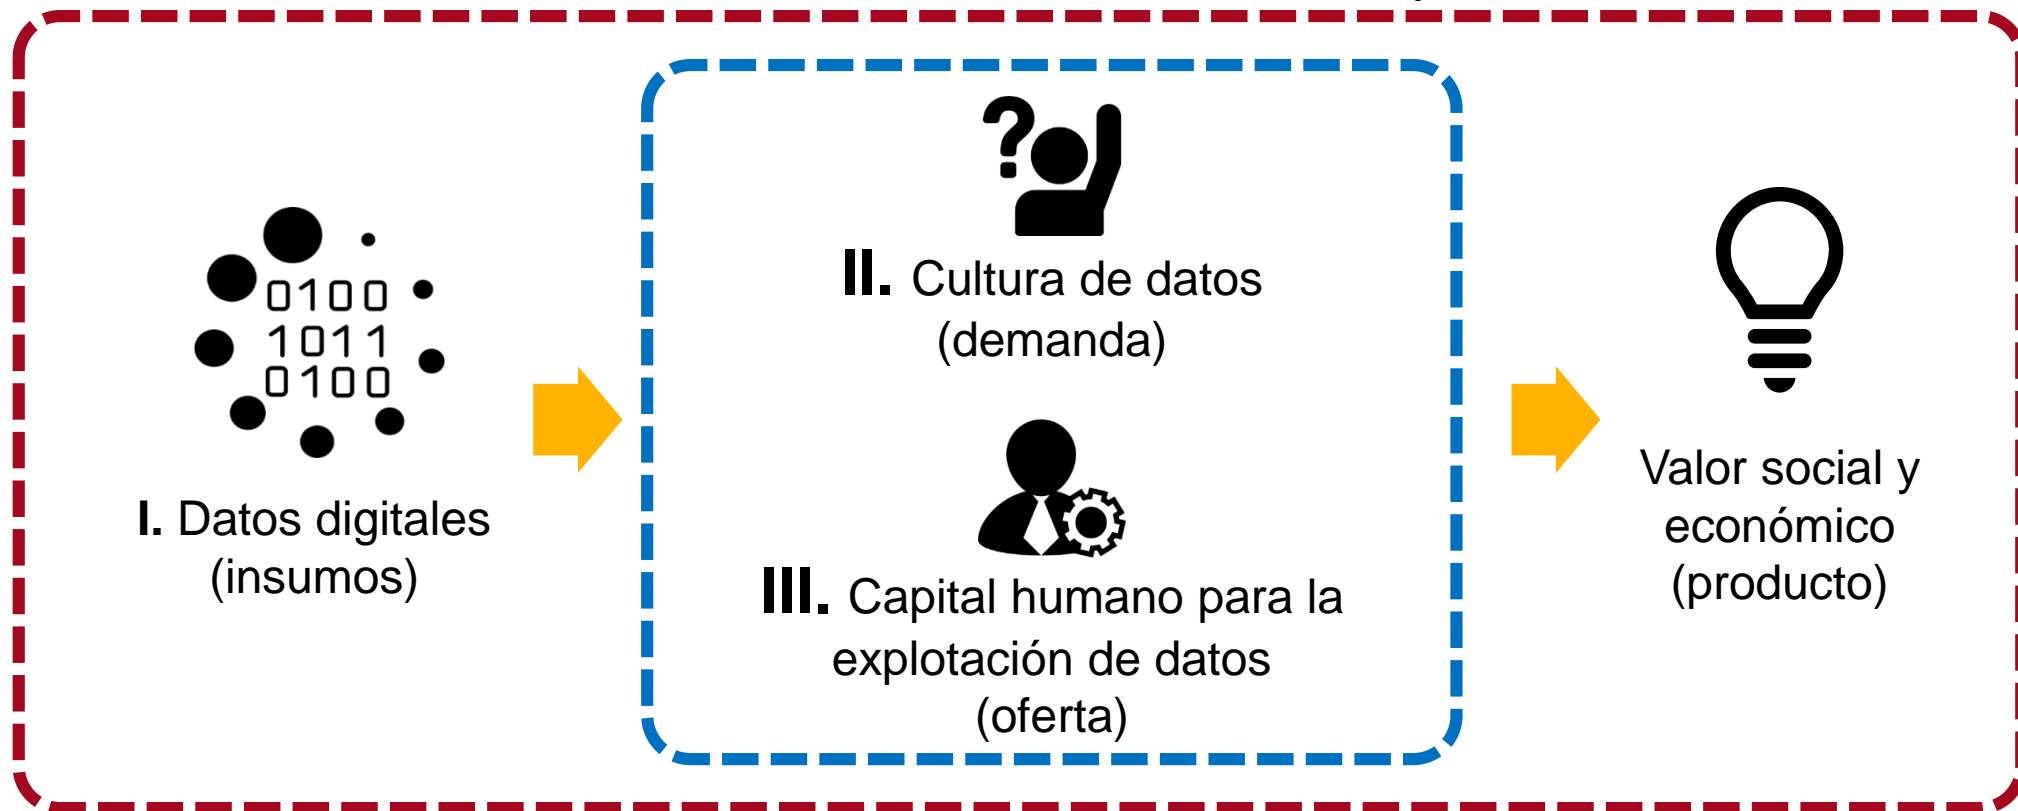 0100
1011
0100
I. Datos digitales
(insumos)
?
II. Cultura de datos
(demanda)
III. Capital humano para la
explotación de datos
(oferta)
Valor social y
económico
(producto)